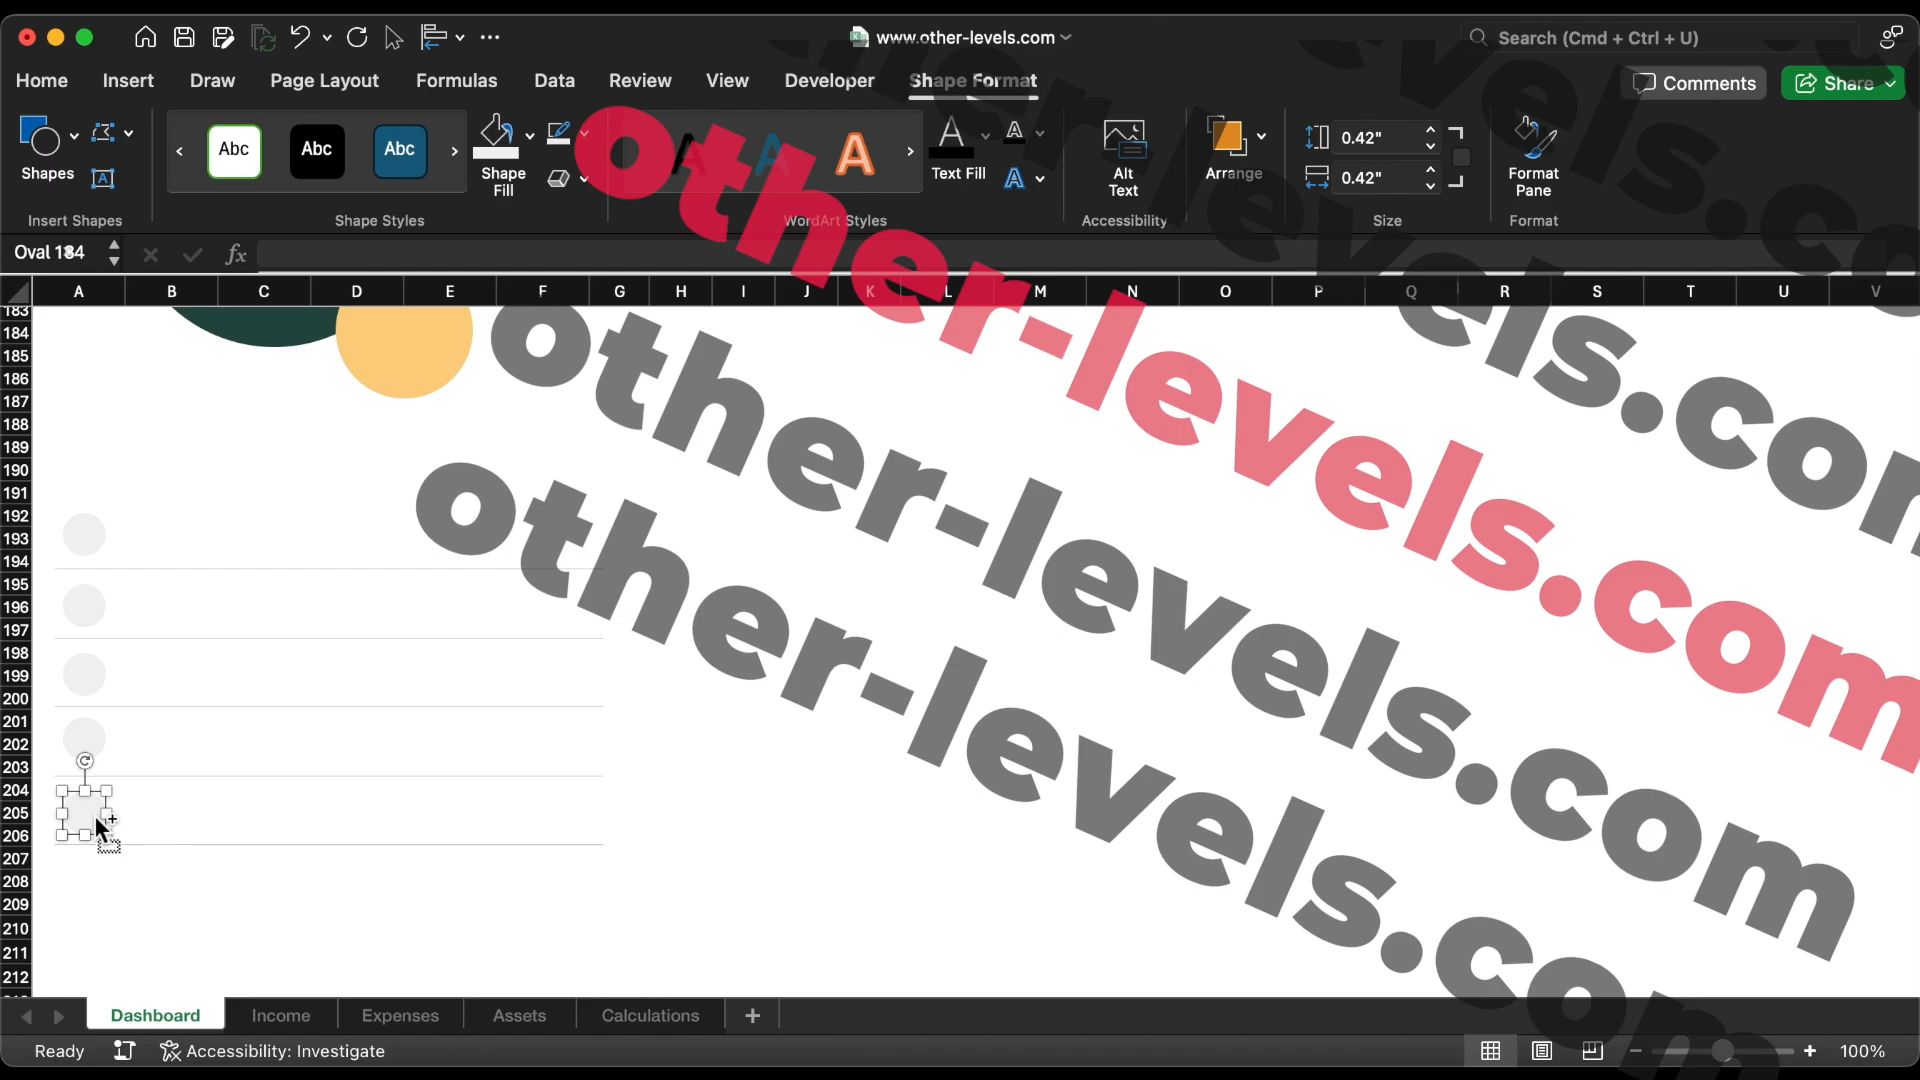 www.other-levels.com
Search (Cmd + Ctrl + U)
Home Insert Draw Page Layout Formulas Data Review View Developer Shape Format
Comments Share
Abc Abc Abc
A A A
0.42"
0.42"
Shapes
Shape Fill
Text Fill
Alt Text
Arrange
Format Pane
Insert Shapes Shape Styles WordArt Styles Accessibility Size Format
fx
A B C D E F G H I J K L M N O P Q R S T U V
183
184
185
186
187
188
189
190
191
192
193
194
195
196
197
198
199
200
201
202
203
204
205
206
207
208
209
210
211
212
other-levels.com
other-levels.com
other-levels.com
Dashboard Income Expenses Assets Calculations
Ready Accessibility: Investigate 100%